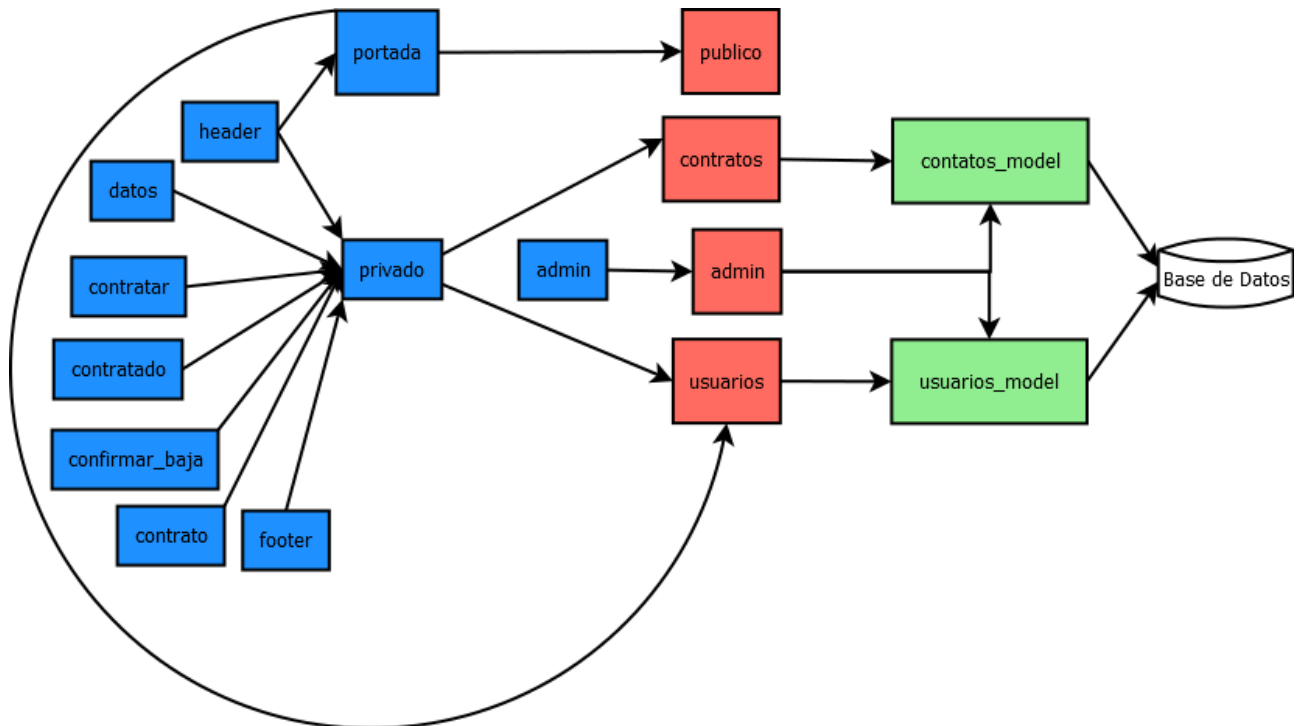 portada
publico
header
contratos
contatos_model
datos
privado
admin
admin
Base de Datos
contratar
contratado
usuarios
usuarios_model
confirmar_baja
contrato
footer